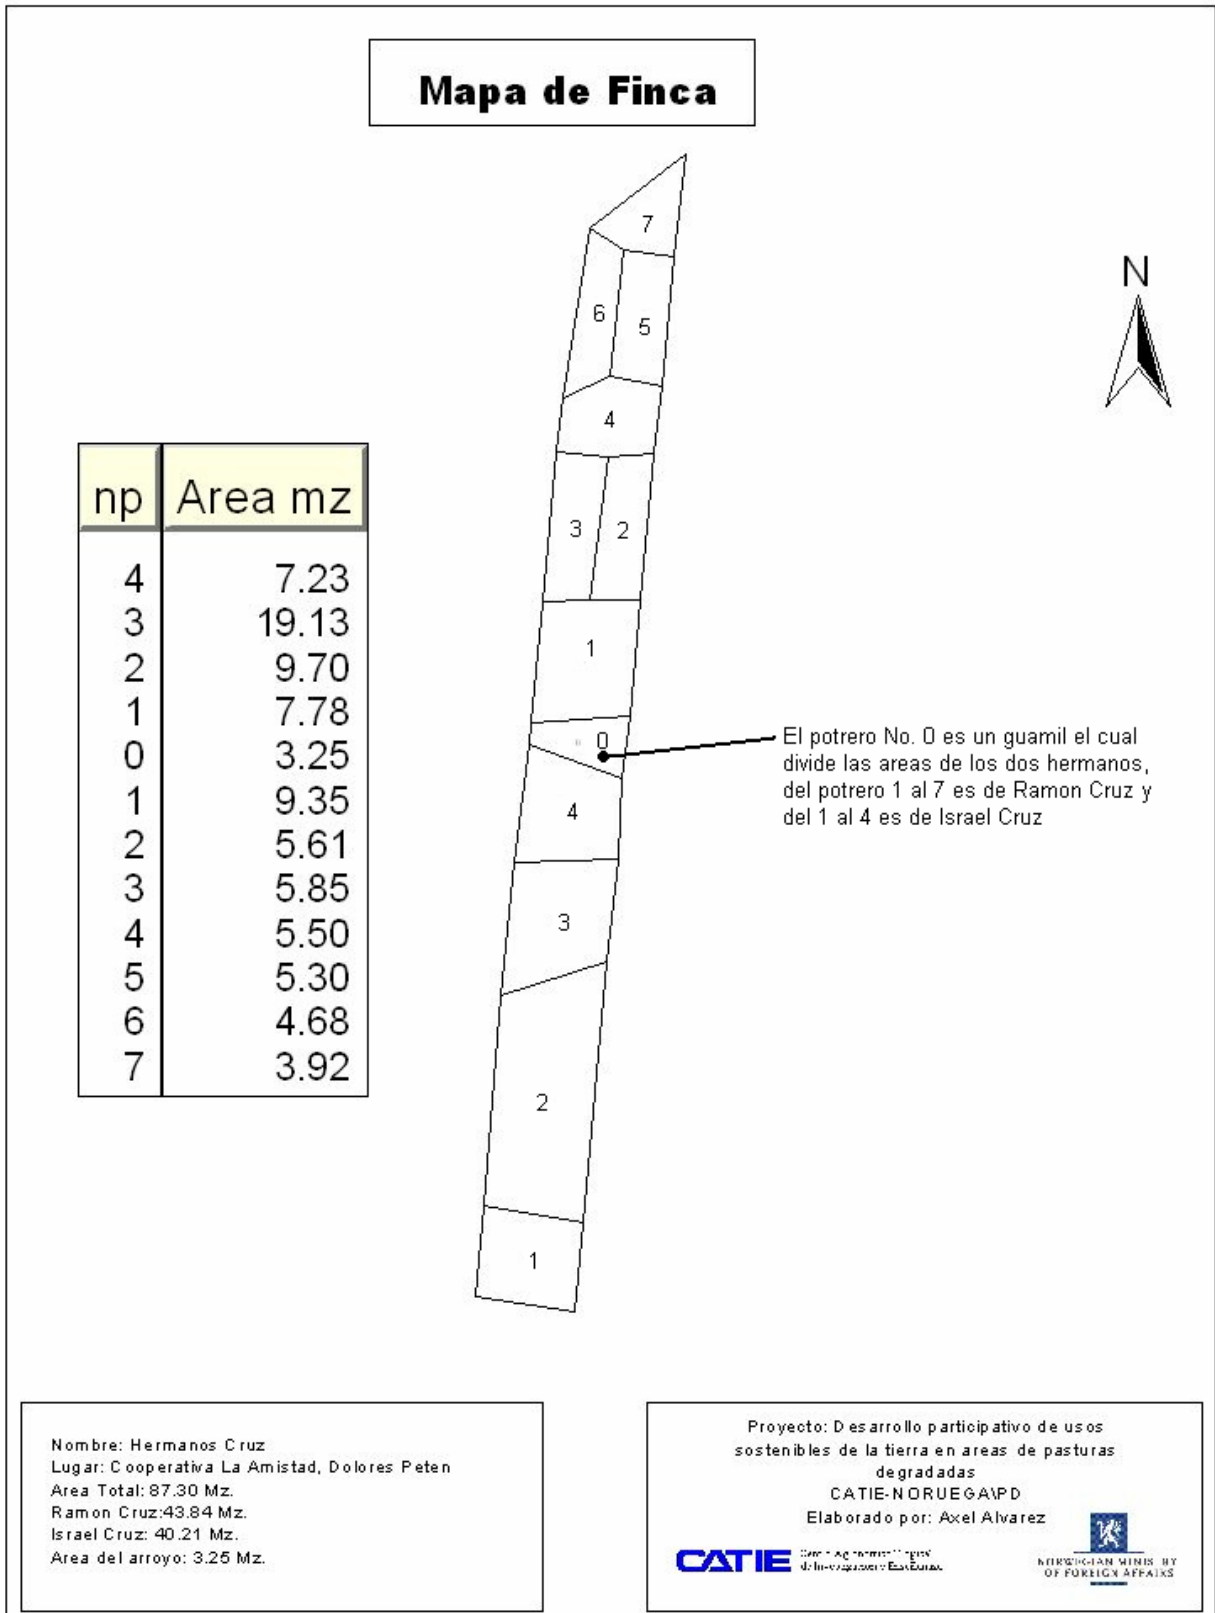 Mapa de Finca
7
N
6
5
4
3
2
1
0
4
3
2
1
np Area mz
4 7.23
3 19.13
2 9.70
1 7.78
0 3.25
1 9.35
2 5.61
3 5.85
4 5.50
5 5.30
6 4.68
7 3.92
El potrero No. 0 es un guamil el cual
divide las areas de los dos hermanos,
del potrero 1 al 7 es de Ramon Cruz y
del 1 al 4 es de Israel Cruz
Nombre: Hermanos Cruz
Lugar: Cooperativa La Amistad, Dolores Peten
Area Total: 87.30 Mz.
Ramon Cruz:43.84 Mz.
Israel Cruz: 40.21 Mz.
Area del arroyo: 3.25 Mz.
Proyecto: Desarrollo participativo de usos
sostenibles de la tierra en areas de pasturas
degradadas
CATIE-NORUEGA\PD
Elaborado por: Axel Alvarez
CATIE
NORWEGIAN MINISTRY
OF FOREIGN AFFAIRS